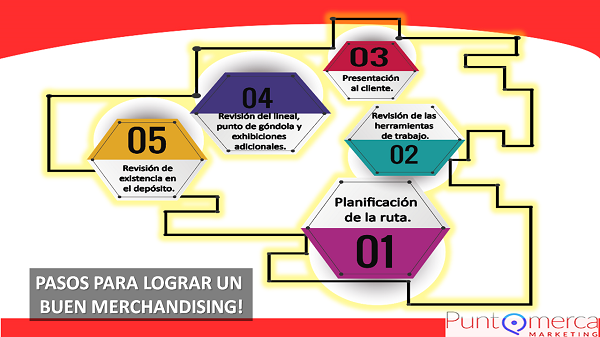 03
Presentación
al cliente.
04
Revisión del lineal,
punto de góndola y
exhibiciones
adicionales.
Revisión de las
herramientas
de trabajo.
02
05
Revisión de
existencia en
el depósito.
Planificación
de la ruta.
01
PASOS PARA LOGRAR UN
BUEN MERCHANDISING!
Puntomerca
MARKETING